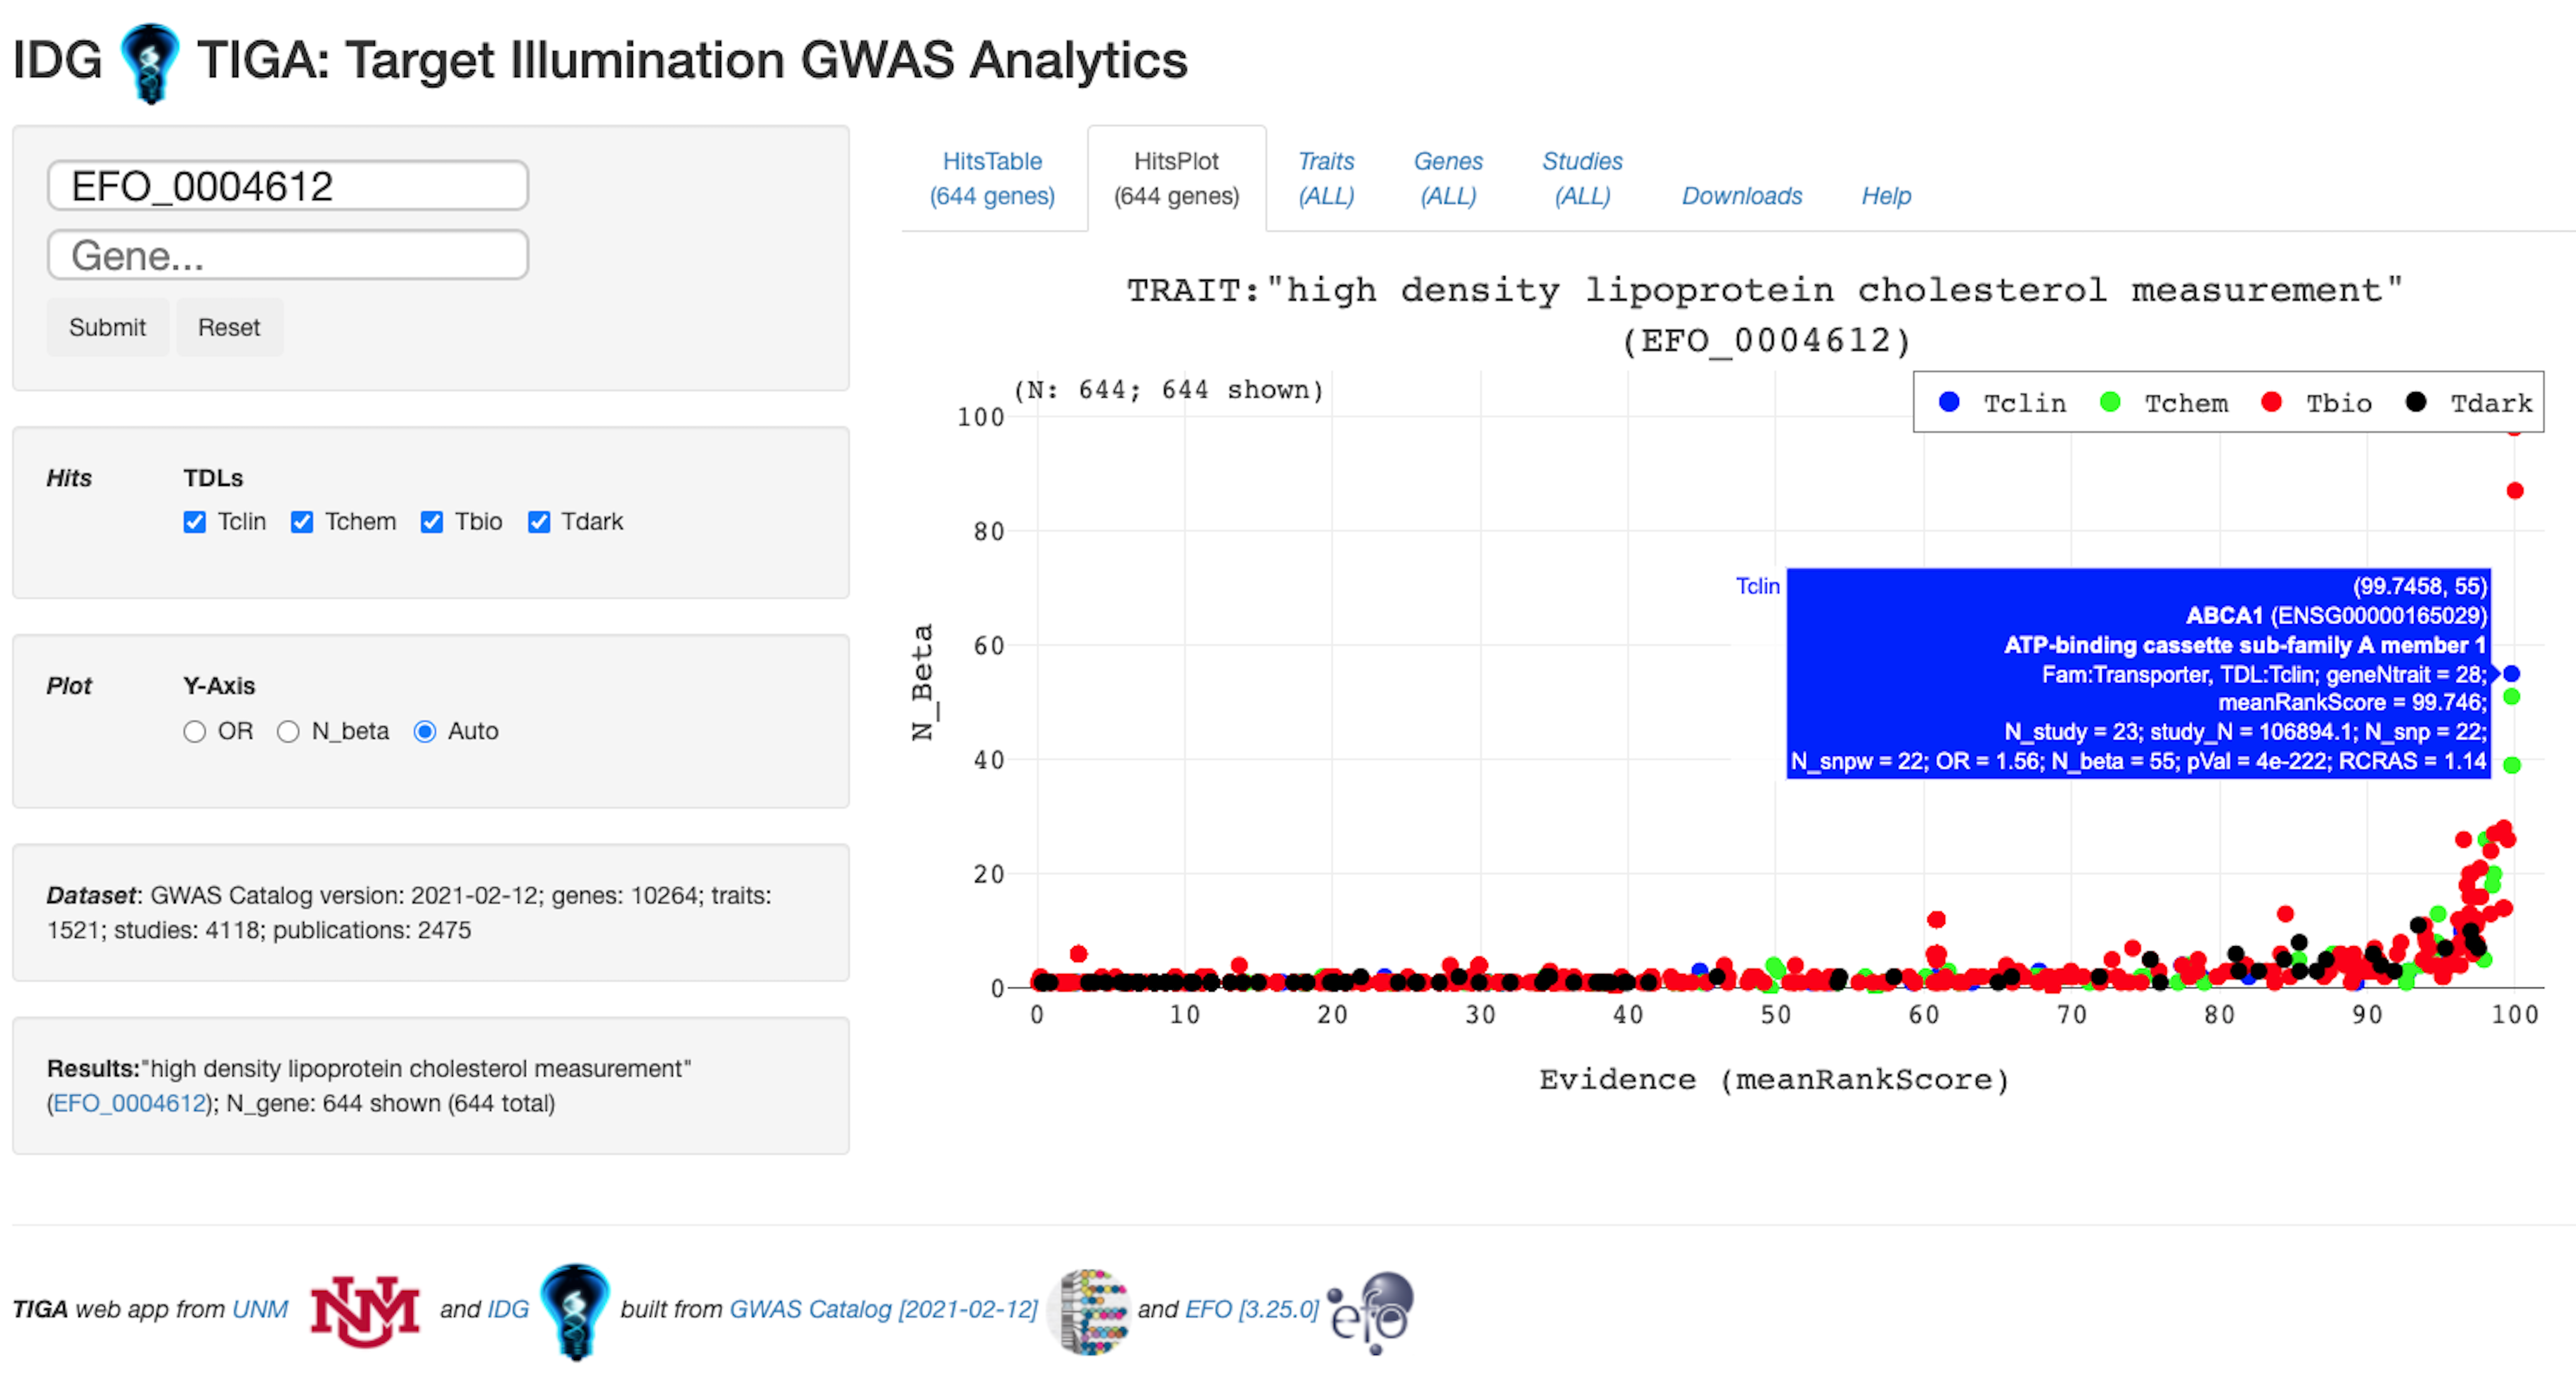 IDG TIGA: Target Illumination GWAS Analytics
EFO_0004612
Gene...
Submit Reset
Hits TDLs
Tclin Tchem Tbio Tdark
Plot Y-Axis
OR N_beta Auto
Dataset: GWAS Catalog version: 2021-02-12; genes: 10264; traits:
1521; studies: 4118; publications: 2475
Results:"high density lipoprotein cholesterol measurement"
(EFO_0004612); N_gene: 644 shown (644 total)
HitsTable HitsPlot Traits Genes Studies
(644 genes) (644 genes) (ALL) (ALL) (ALL) Downloads Help
TRAIT:"high density lipoprotein cholesterol measurement"
(EFO_0004612)
(N: 644; 644 shown)
Tclin Tchem Tbio Tdark
100
80
60
40
20
0
N_Beta
Tclin
(99.7458, 55)
ABCA1 (ENSG00000165029)
ATP-binding cassette sub-family A member 1
Fam:Transporter, TDL:Tclin; geneNtrait = 28;
meanRankScore = 99.746;
N_study = 23; study_N = 106894.1; N_snp = 22;
N_snpw = 22; OR = 1.56; N_beta = 55; pVal = 4e-222; RCRAS = 1.14
0 10 20 30 40 50 60 70 80 90 100
Evidence (meanRankScore)
TIGA web app from UNM NM and IDG built from GWAS Catalog [2021-02-12] and EFO [3.25.0] efo